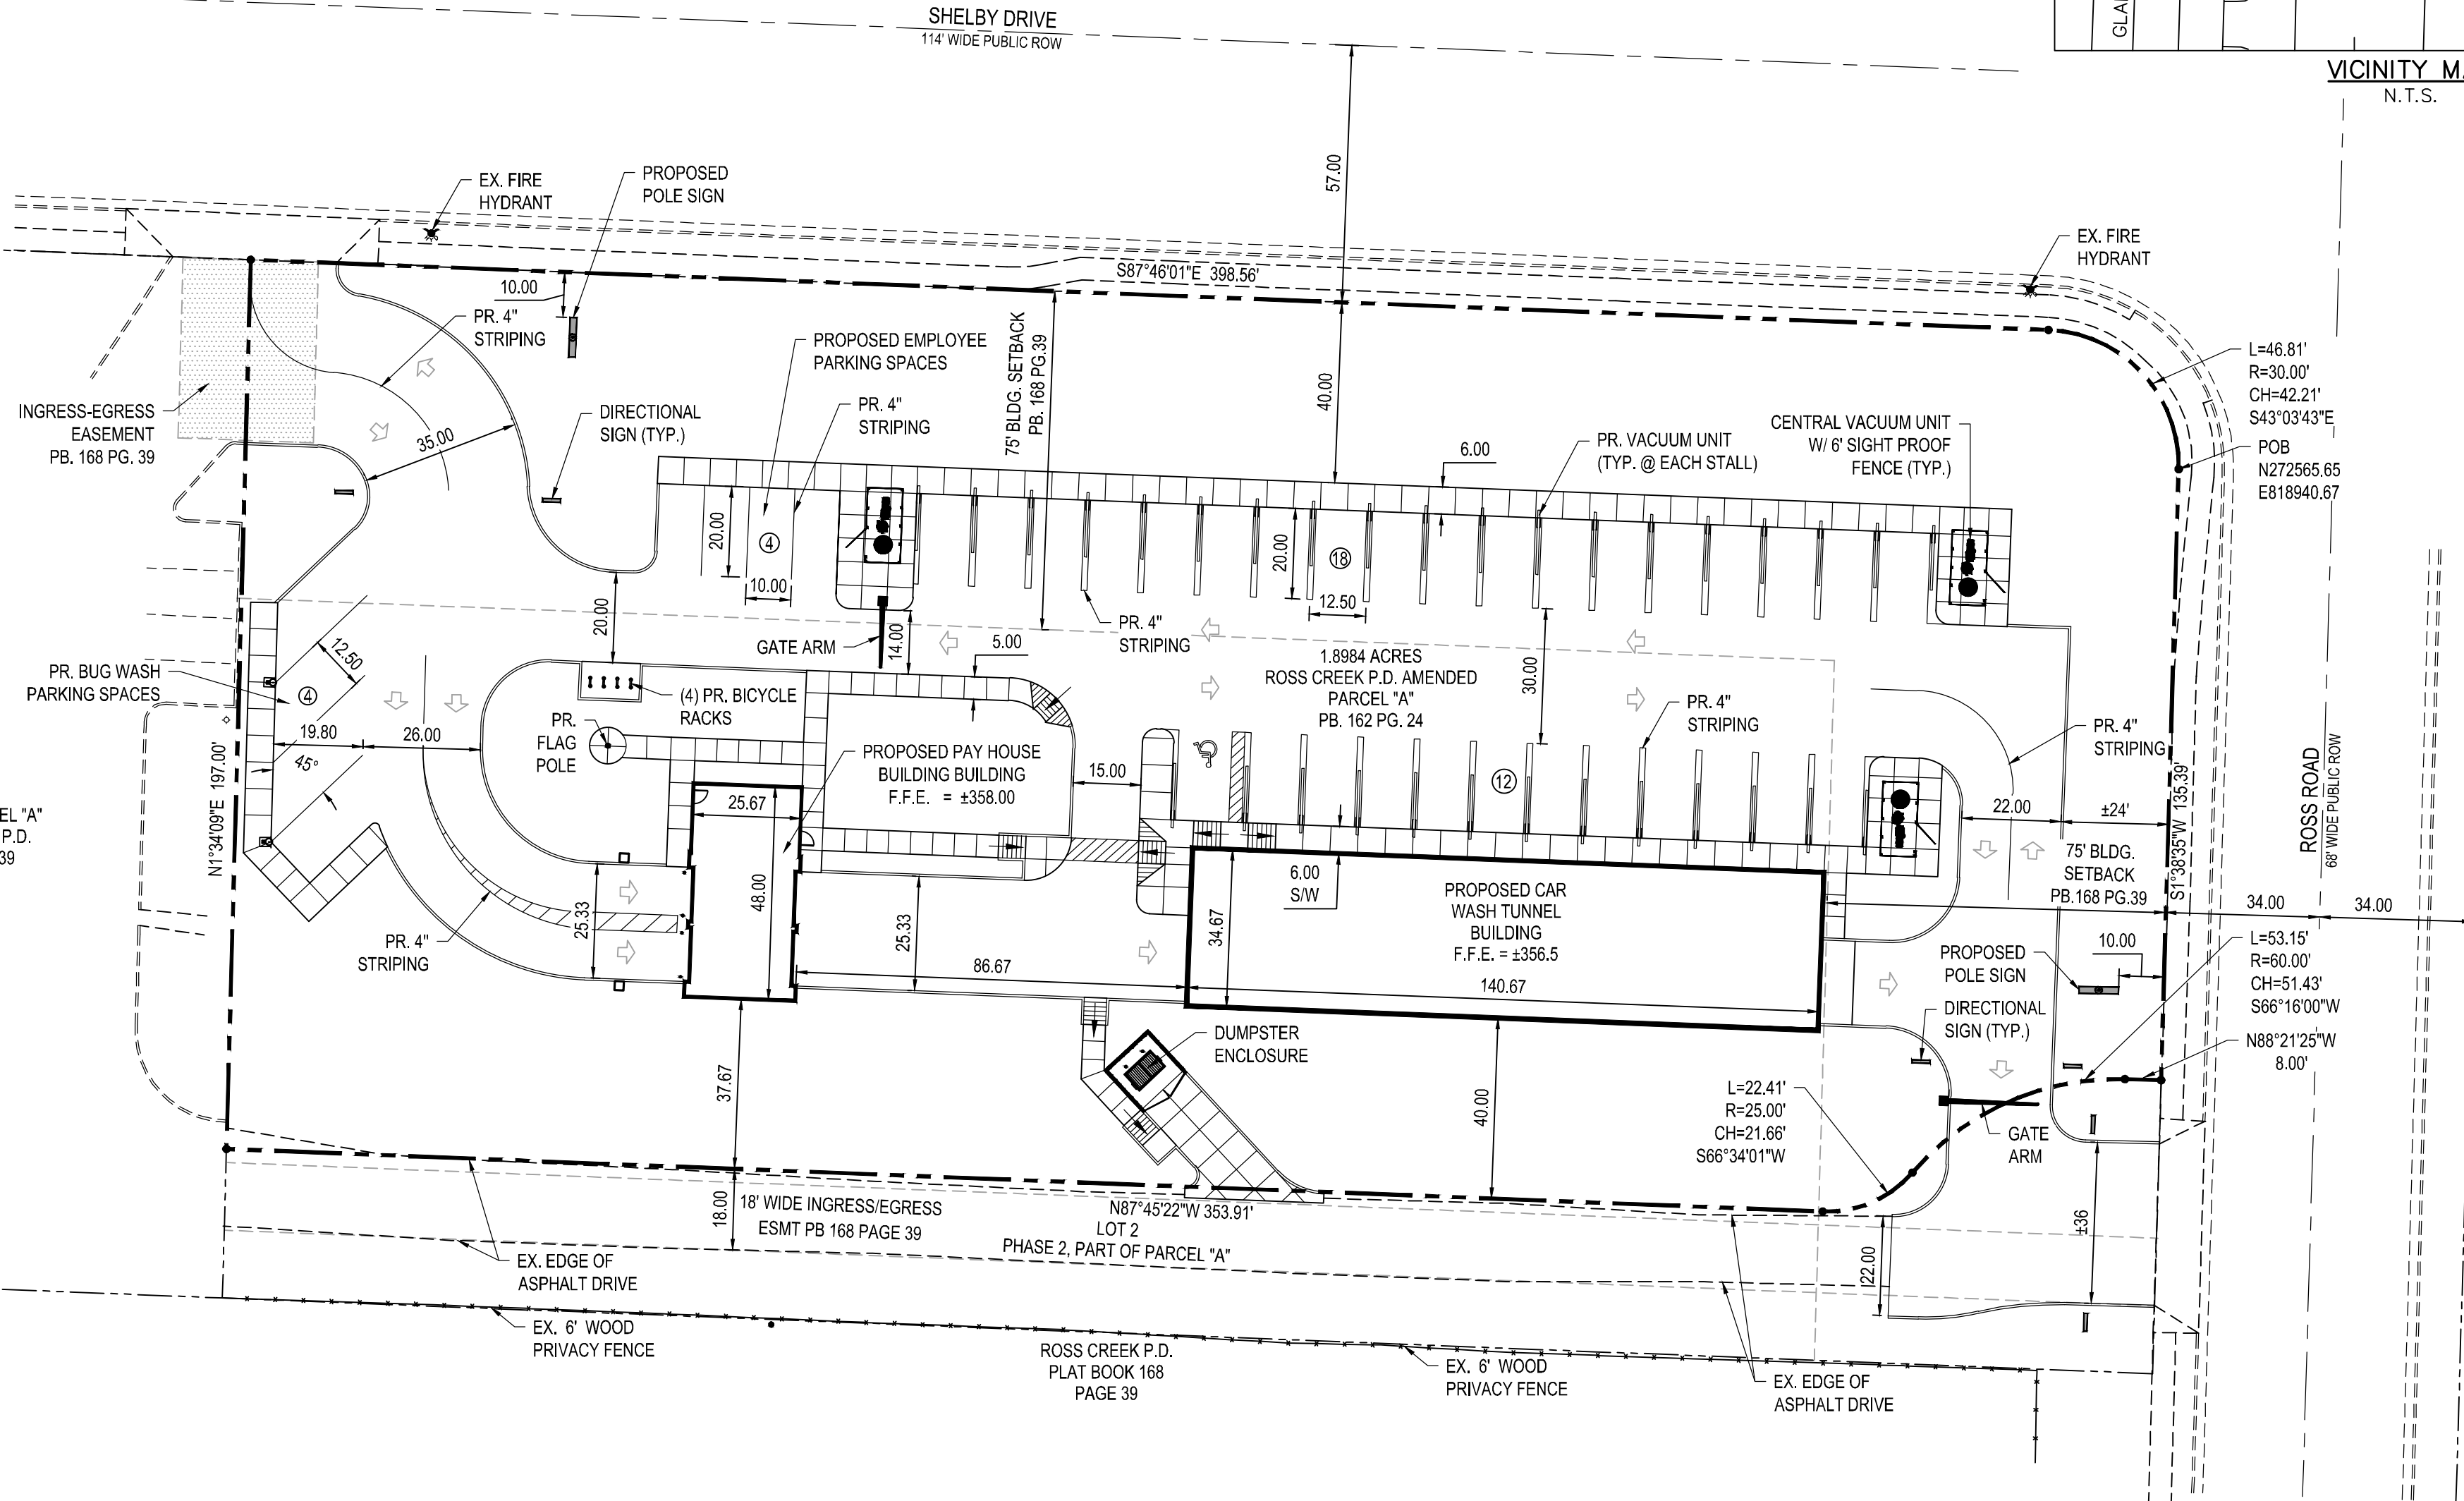 SHELBY DRIVE
114' WIDE PUBLIC ROW
VICINITY M
N.T.S.
57.00
EX. FIRE
HYDRANT
PROPOSED
POLE SIGN
EX. FIRE
HYDRANT
S87°46'01"E 398.56'
10.00
PR. 4"
STRIPING
PROPOSED EMPLOYEE
PARKING SPACES
75' BLDG. SETBACK
PB. 168 PG.39
40.00
L=46.81'
R=30.00'
CH=42.21'
S43°03'43"E
POB
N272565.65
E818940.67
INGRESS-EGRESS
EASEMENT
PB. 168 PG. 39
35.00
DIRECTIONAL
SIGN (TYP.)
PR. 4"
STRIPING
6.00
PR. VACUUM UNIT
(TYP. @ EACH STALL)
CENTRAL VACUUM UNIT
W/ 6' SIGHT PROOF
FENCE (TYP.)
20.00
4
10.00
20.00
18
12.50
20.00
14.00
GATE ARM
5.00
PR. 4"
STRIPING
30.00
1.8984 ACRES
ROSS CREEK P.D. AMENDED
PARCEL "A"
PB. 162 PG. 24
PR. BUG WASH
PARKING SPACES
12.50
4
19.80
26.00
45°
(4) PR. BICYCLE
RACKS
PR.
FLAG
POLE
PROPOSED PAY HOUSE
BUILDING BUILDING
F.F.E. = ±358.00
15.00
12
PR. 4"
STRIPING
PR. 4"
STRIPING
ROSS ROAD
68' WIDE PUBLIC ROW
EL "A"
P.D.
39
N1°34'09"E 197.00'
25.67
48.00
25.33
25.33
86.67
6.00
S/W
34.67
PROPOSED CAR
WASH TUNNEL
BUILDING
F.F.E. = ±356.5
140.67
22.00
±24'
75' BLDG.
SETBACK
PB.168 PG.39
S1°38'35"W 135.39'
34.00
34.00
PR. 4"
STRIPING
PROPOSED
POLE SIGN
10.00
L=53.15'
R=60.00'
CH=51.43'
S66°16'00"W
DIRECTIONAL
SIGN (TYP.)
N88°21'25"W
8.00'
DUMPSTER
ENCLOSURE
37.67
40.00
L=22.41'
R=25.00'
CH=21.66'
S66°34'01"W
GATE
ARM
18.00
18' WIDE INGRESS/EGRESS
ESMT PB 168 PAGE 39
N87°45'22"W 353.91'
LOT 2
PHASE 2, PART OF PARCEL "A"
22.00
±36
EX. EDGE OF
ASPHALT DRIVE
EX. 6' WOOD
PRIVACY FENCE
ROSS CREEK P.D.
PLAT BOOK 168
PAGE 39
EX. 6' WOOD
PRIVACY FENCE
EX. EDGE OF
ASPHALT DRIVE